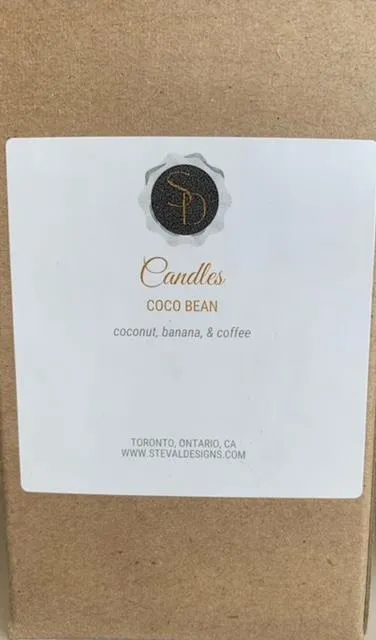 SD
Candles
COCO BEAN
coconut, banana, & coffee
TORONTO, ONTARIO, CA
WWW.STEVALDESIGNS.COM